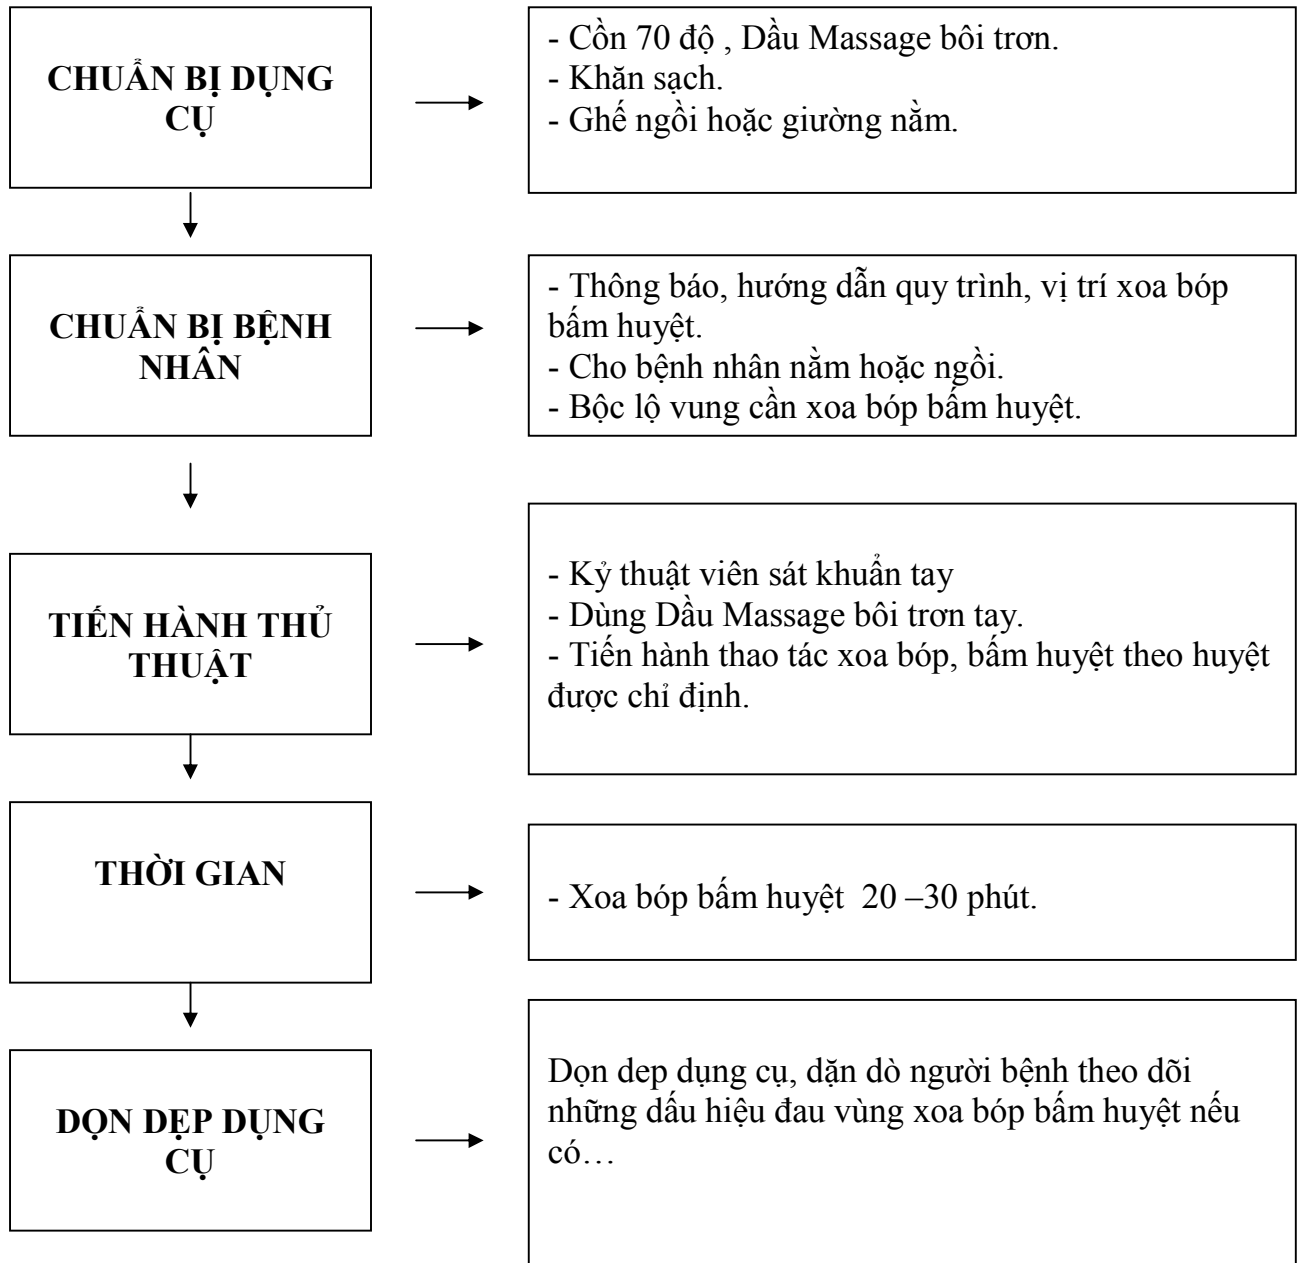 CHUẨN BỊ DỤNG
CỤ
- Cồn 70 độ , Dầu Massage bôi trơn.
- Khăn sạch.
- Ghế ngồi hoặc giường nằm.
CHUẨN BỊ BỆNH
NHÂN
- Thông báo, hướng dẫn quy trình, vị trí xoa bóp
bấm huyệt.
- Cho bệnh nhân nằm hoặc ngồi.
- Bộc lộ vung cần xoa bóp bấm huyệt.
TIẾN HÀNH THỦ
THUẬT
- Kỷ thuật viên sát khuẩn tay
- Dùng Dầu Massage bôi trơn tay.
- Tiến hành thao tác xoa bóp, bấm huyệt theo huyệt
được chỉ định.
THỜI GIAN
- Xoa bóp bấm huyệt  20 –30 phút.
DỌN DẸP DỤNG
CỤ
Dọn dep dụng cụ, dặn dò người bệnh theo dõi
những dấu hiệu đau vùng xoa bóp bấm huyệt nếu
có…